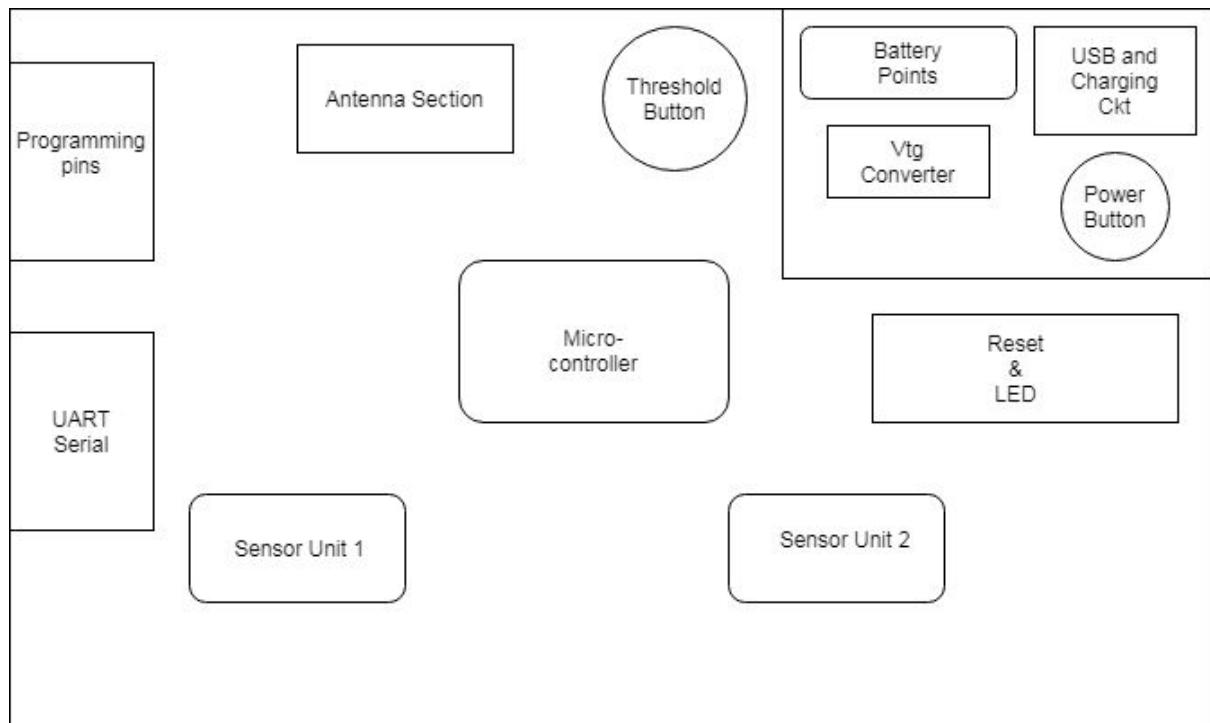 Programming
pins
Antenna Section
Threshold
Button
Battery
Points
USB and
Charging
Ckt
Vtg
Converter
Power
Button
Micro-
controller
Reset
&
LED
UART
Serial
Sensor Unit 1
Sensor Unit 2